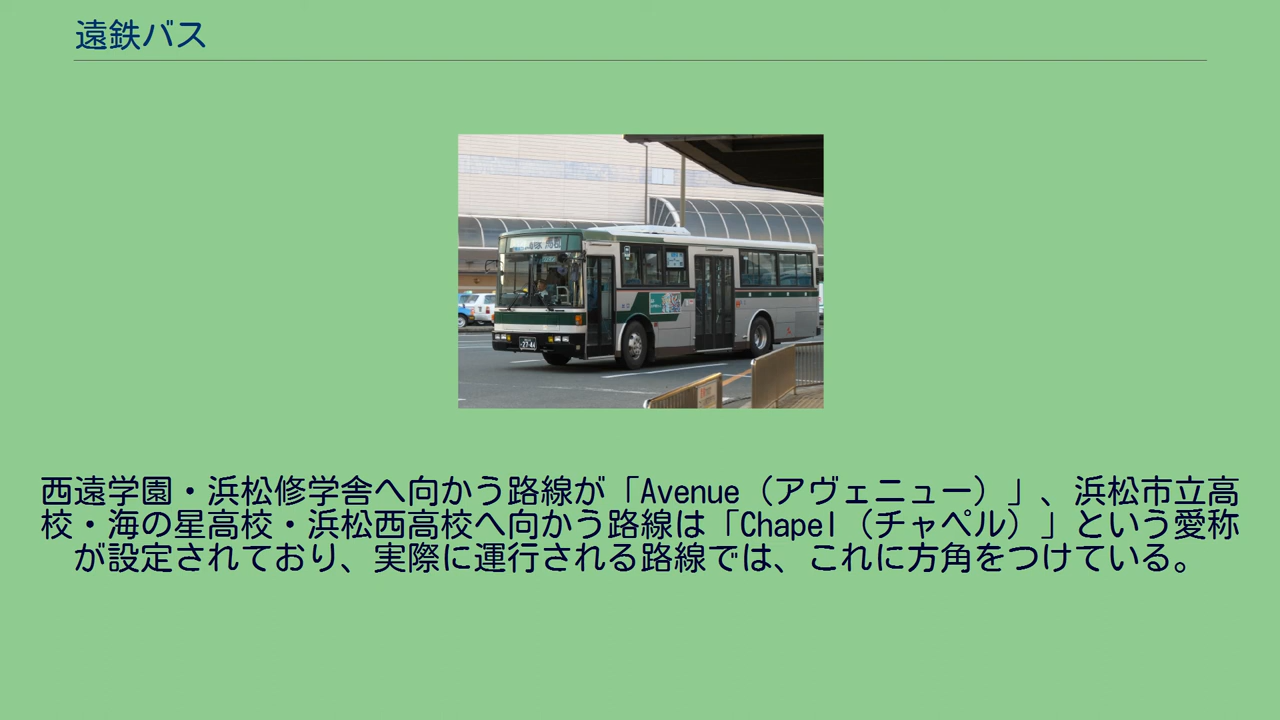 遠鉄バス
27-44
西遠学園・浜松修学舎へ向かう路線が「Avenue（アヴェニュー）」、浜松市立高
校・海の星高校・浜松西高校へ向かう路線は「Chapel（チャペル）」という愛称
が設定されており、実際に運行される路線では、これに方角をつけている。